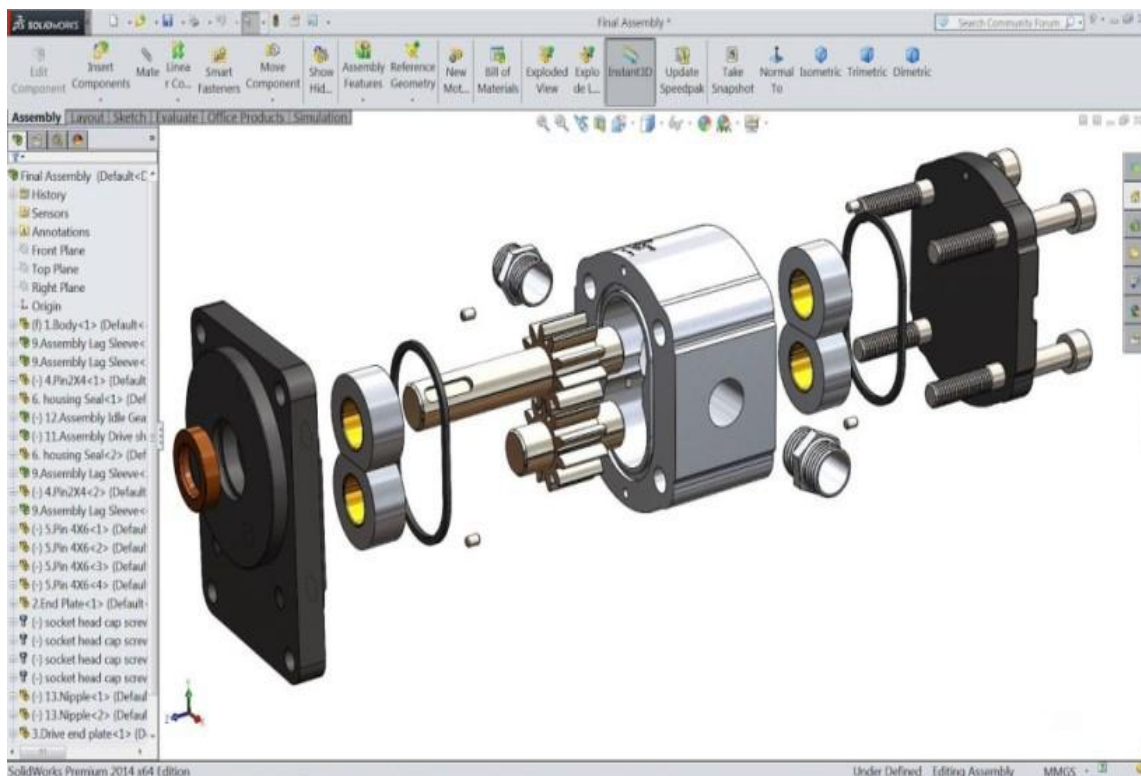 SOLIDWORKS
Final Assembly *
Search Community Forum
Edit Component
Insert Components
Mate
Linea r Co...
Smart Fasteners
Move Component
Show Hid...
Assembly Features
Reference Geometry
New Mot...
Bill of Materials
Exploded View
Explo de L...
Instant3D
Update Speedpak
Take Snapshot
Normal To
Isometric
Trimetric
Dimetric
Assembly Layout Sketch Evaluate Office Products Simulation
Final Assembly (Default<D
History
Sensors
Annotations
Front Plane
Top Plane
Right Plane
Origin
(f) 1.Body<1> (Default<
9.Assembly Lag Sleeve<
9.Assembly Lag Sleeve<
(-) 4.Pin2X4<1> (Default
6. housing Seal<1> (Def
(-) 12.Assembly Idle Gea
(-) 11.Assembly Drive sh
6. housing Seal<2> (Def
9.Assembly Lag Sleeve<
(-) 4.Pin2X4<2> (Default
9.Assembly Lag Sleeve<
(-) 5.Pin 4X6<1> (Defaul
(-) 5.Pin 4X6<2> (Defaul
(-) 5.Pin 4X6<3> (Defaul
(-) 5.Pin 4X6<4> (Defaul
2.End Plate<1> (Default
(-) socket head cap screw
(-) socket head cap screw
(-) socket head cap screw
(-) socket head cap screw
(-) 13.Nipple<1> (Defaul
(-) 13.Nipple<2> (Defaul
3.Drive end plate<1> (D
SolidWorks Premium 2014 x64 Edition
Under Defined Editing Assembly MMGS